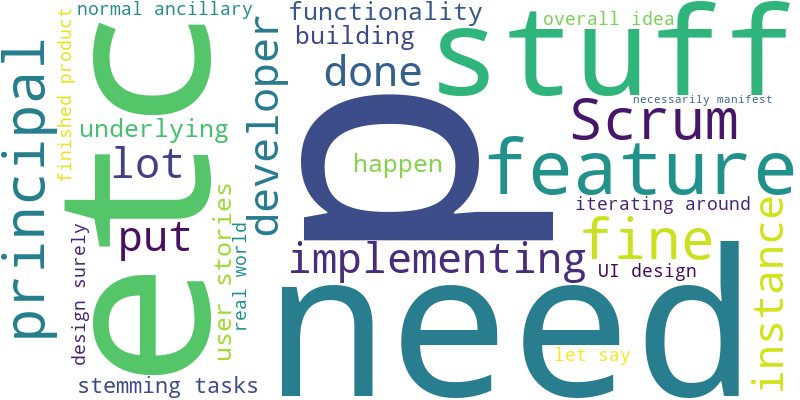 normal ancillary
functionality
overall idea
stuff
building
developer
done
etc
principal
finished product
underlying
lot
p
happen
necessarily manifest
Scrum
feature
put
user stories
real world
design surely
iterating around
fine
instance
implementing
UI design
need
let say
stemming tasks